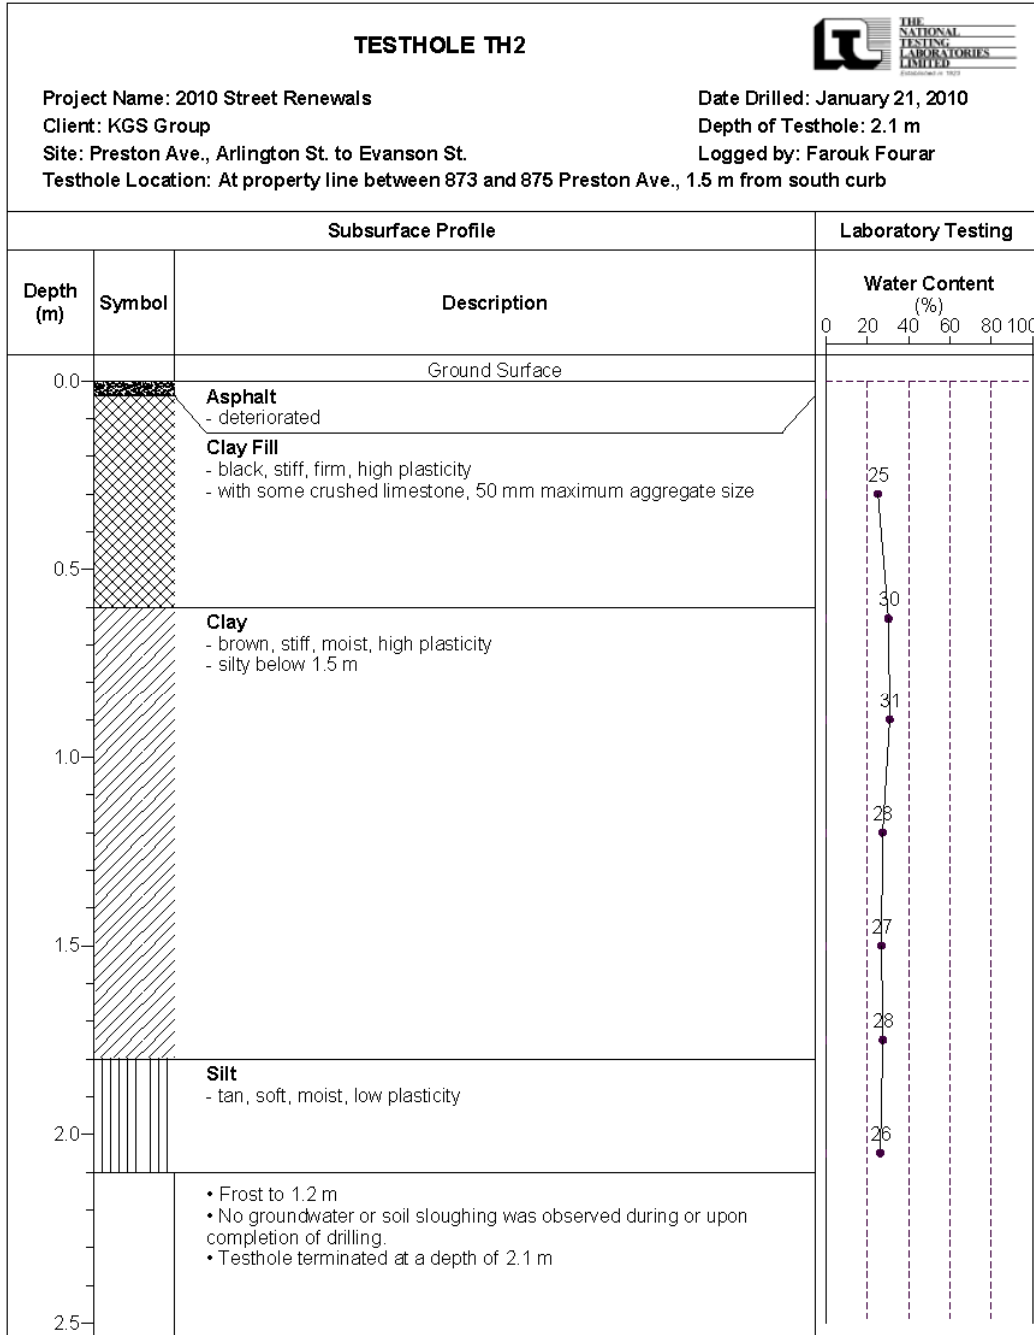 TESTHOLE TH2
THE
NATIONAL
TESTING
LABORATORIES
LIMITED
Established in 1923
Project Name: 2010 Street Renewals
Date Drilled: January 21, 2010
Client: KGS Group
Depth of Testhole: 2.1 m
Site: Preston Ave., Arlington St. to Evanson St.
Logged by: Farouk Fourar
Testhole Location: At property line between 873 and 875 Preston Ave., 1.5 m from south curb
Subsurface Profile
Laboratory Testing
Depth
(m)
Symbol
Description
Water Content
(%)
0 20 40 60 80 100
Ground Surface
0.0
Asphalt
- deteriorated
Clay Fill
- black, stiff, firm, high plasticity
- with some crushed limestone, 50 mm maximum aggregate size
25
0.5
30
Clay
- brown, stiff, moist, high plasticity
- silty below 1.5 m
31
1.0
28
27
1.5
28
Silt
- tan, soft, moist, low plasticity
2.0
26
• Frost to 1.2 m
• No groundwater or soil sloughing was observed during or upon
completion of drilling.
• Testhole terminated at a depth of 2.1 m
2.5